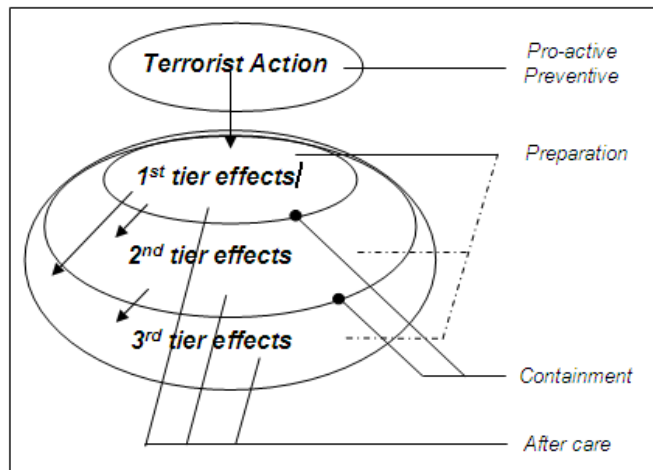 Terrorist Action
Pro-active
Preventive
1st tier effects
Preparation
2nd tier effects
3rd tier effects
Containment
After care